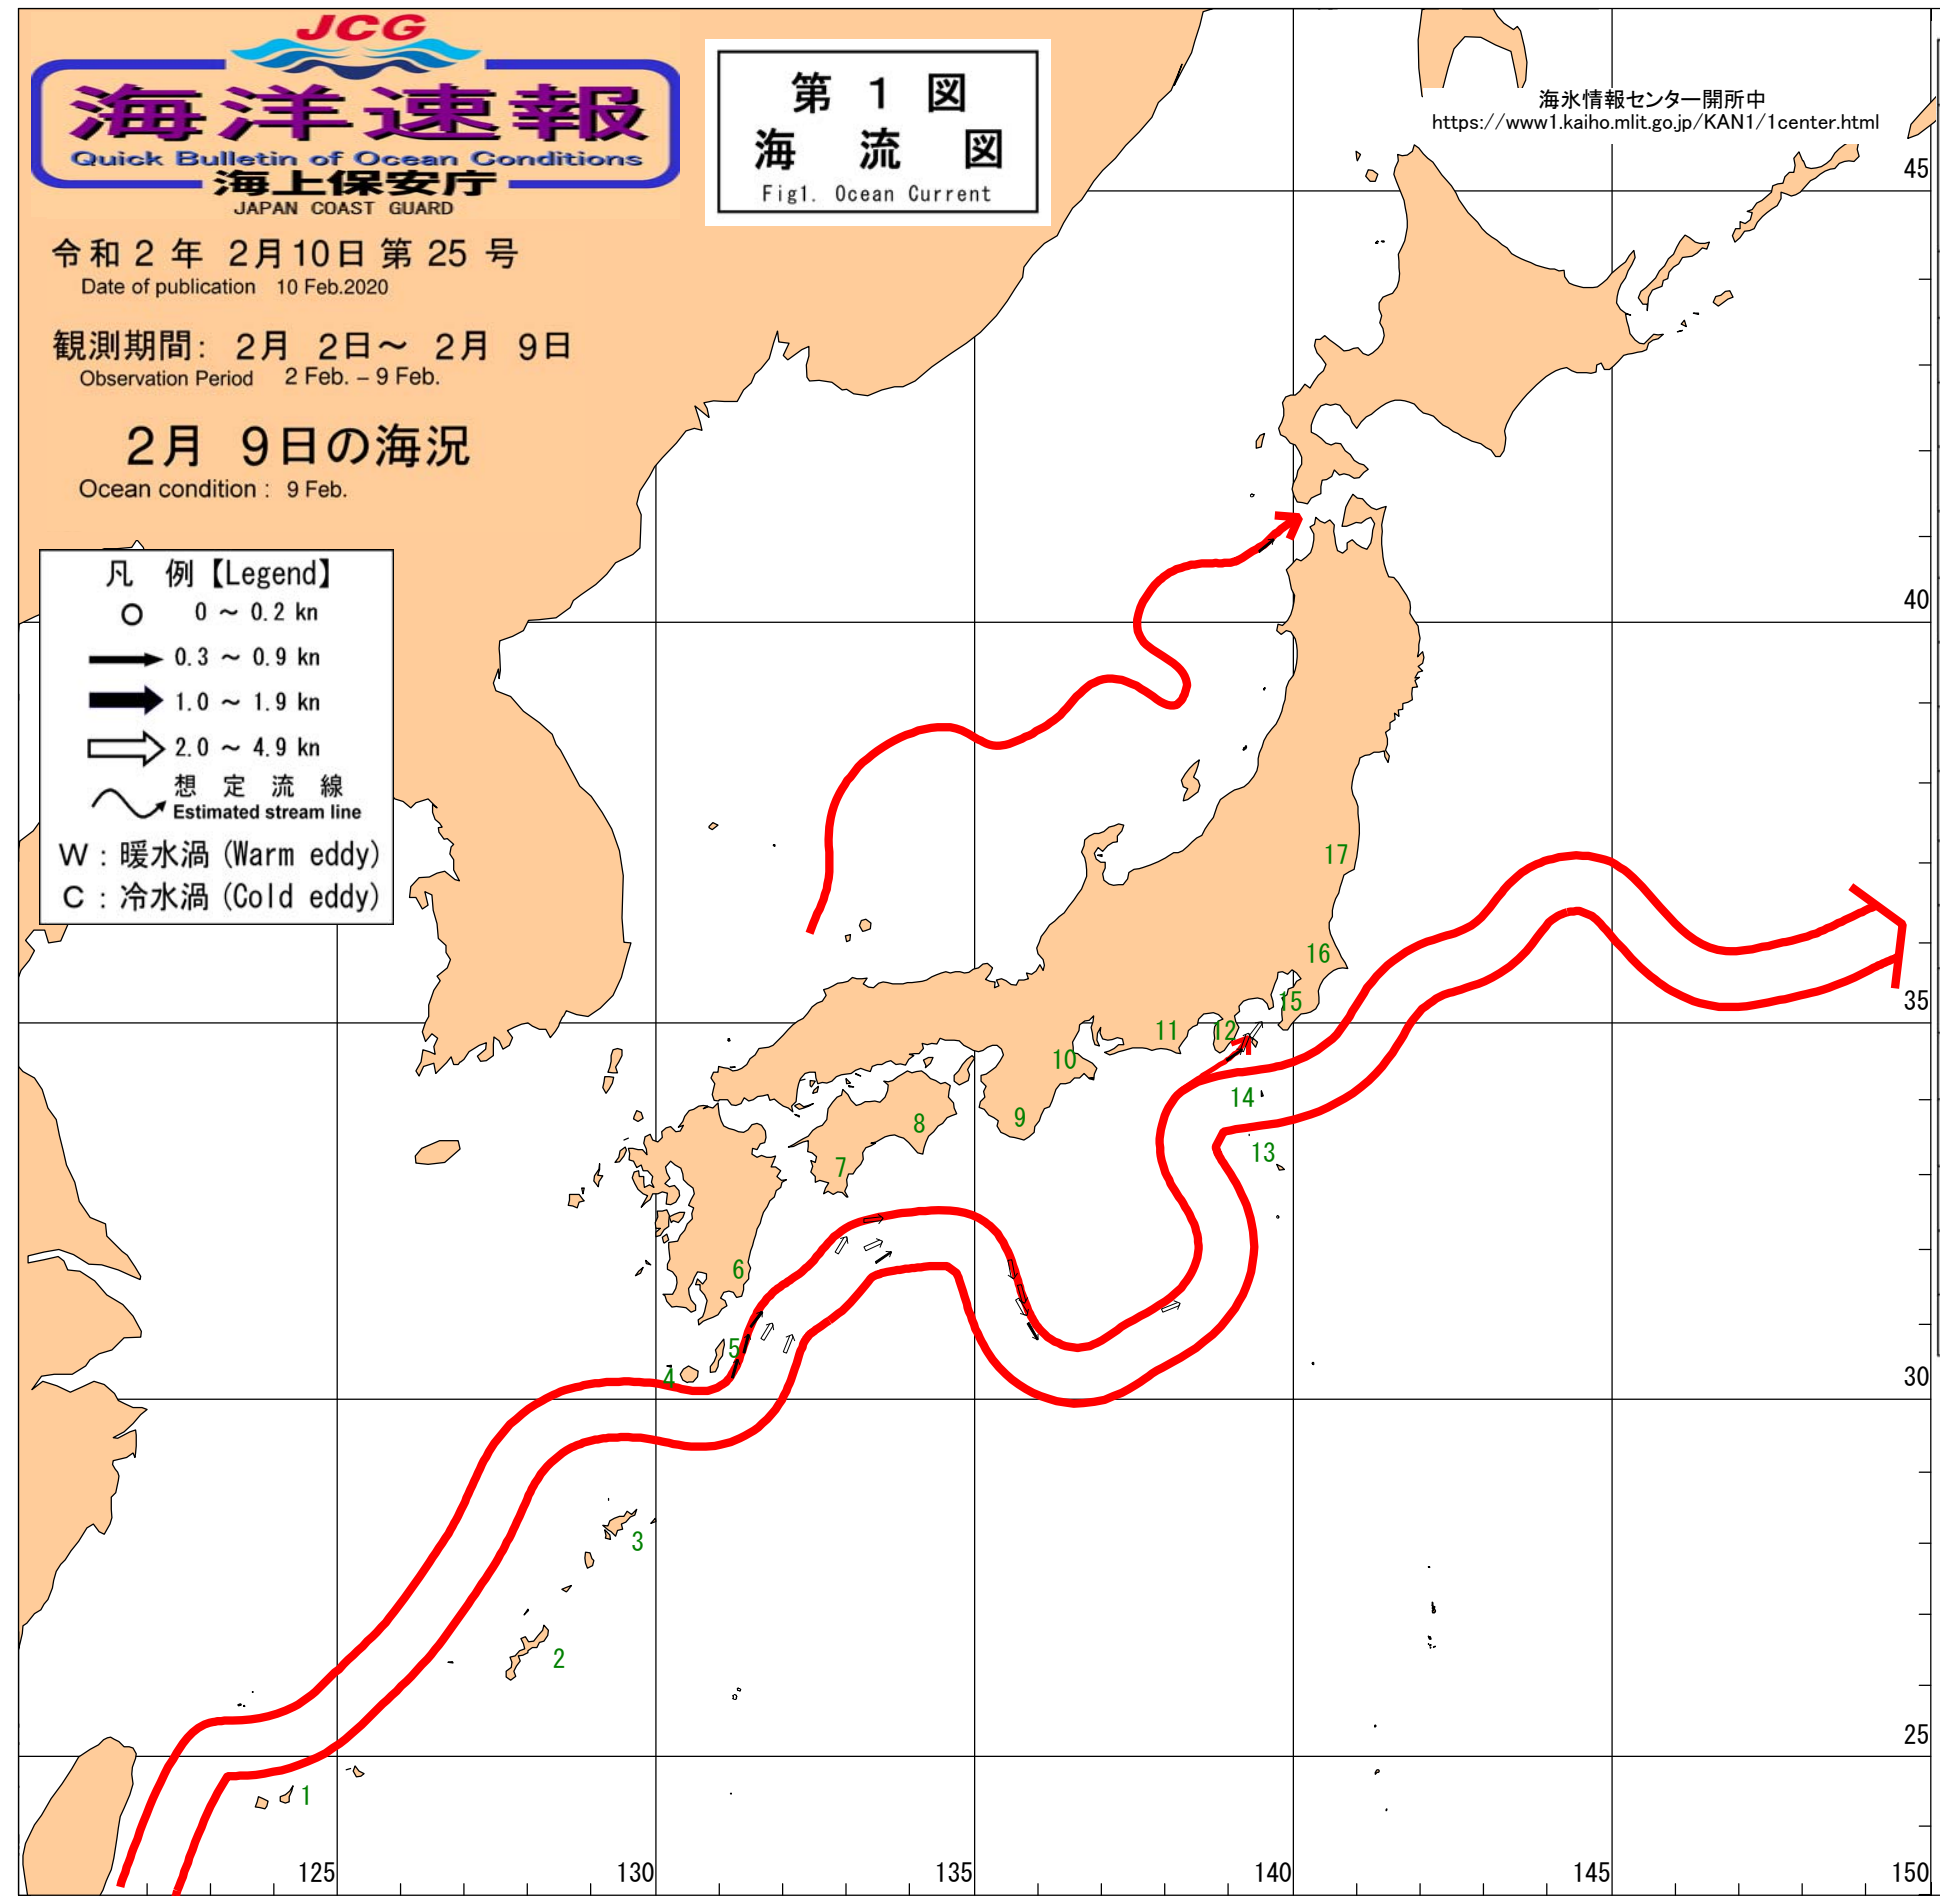 JCG
海洋速報
Quick Bulletin of Ocean Conditions
海上保安庁
JAPAN COAST GUARD
令和 2 年 2月10日 第 25 号
Date of publication 10 Feb.2020
観測期間: 2月 2日～ 2月 9日
Observation Period 2 Feb. – 9 Feb.
2月 9日の海況
Ocean condition : 9 Feb.
第 1 図
海 流 図
Fig1. Ocean Current
海氷情報センター開所中
https://www1.kaiho.mlit.go.jp/KAN1/1center.html
凡 例【Legend】
0 ～ 0.2 kn
0.3 ～ 0.9 kn
1.0 ～ 1.9 kn
2.0 ～ 4.9 kn
想 定 流 線
Estimated stream line
W : 暖水渦 (Warm eddy)
C : 冷水渦 (Cold eddy)
45
40
35
30
25
17
16
15
12
11
10
14
9
8
13
7
6
5
4
3
2
1
125
130
135
140
145
150